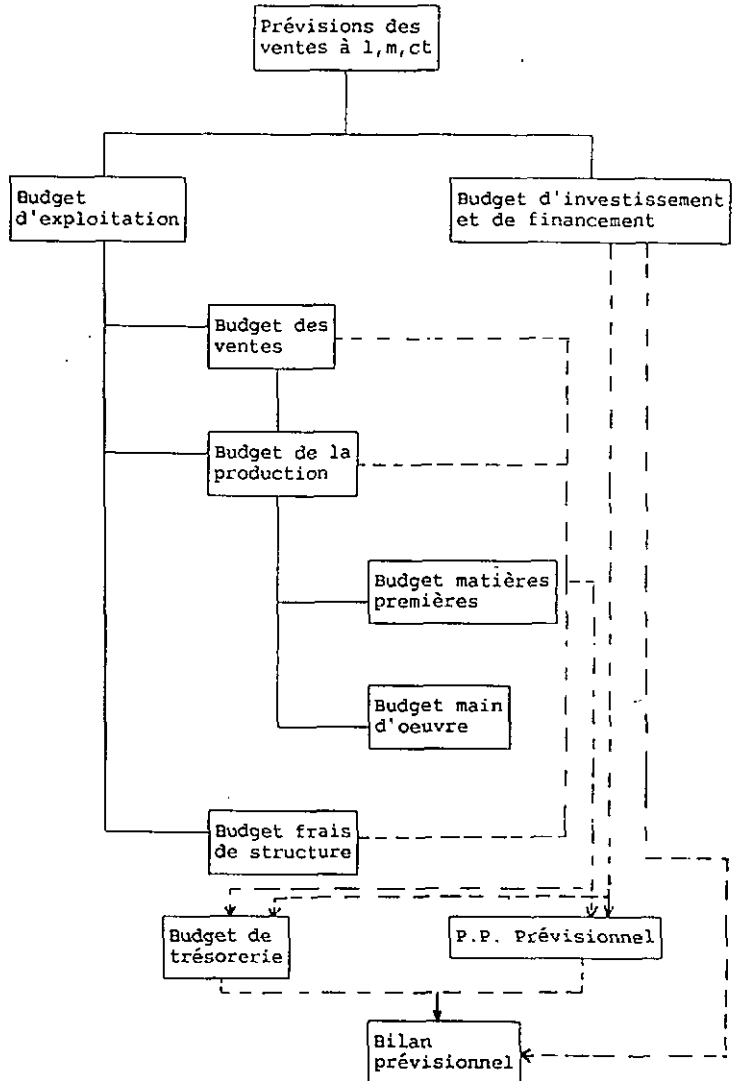 Prévisions des
ventes à l,m,ct
Budget
d'exploitation
Budget d'investissement
et de financement
Budget des
ventes
Budget de la
production
Budget matières
premières
Budget main
d'oeuvre
Budget frais
de structure
Budget de
trésorerie
P.P. Prévisionnel
Bilan
prévisionnel